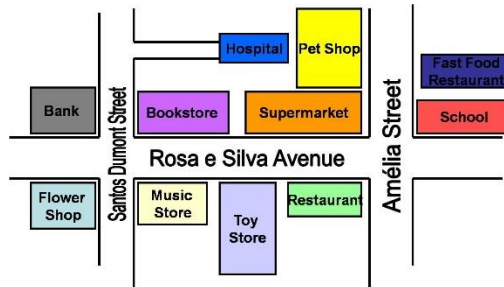 Hospital
Pet Shop
Fast Food
Restaurant
Bank
Bookstore
Supermarket
School
Santos Dumont Street
Rosa e Silva Avenue
Amélia Street
Flower
Shop
Music
Store
Toy
Store
Restaurant